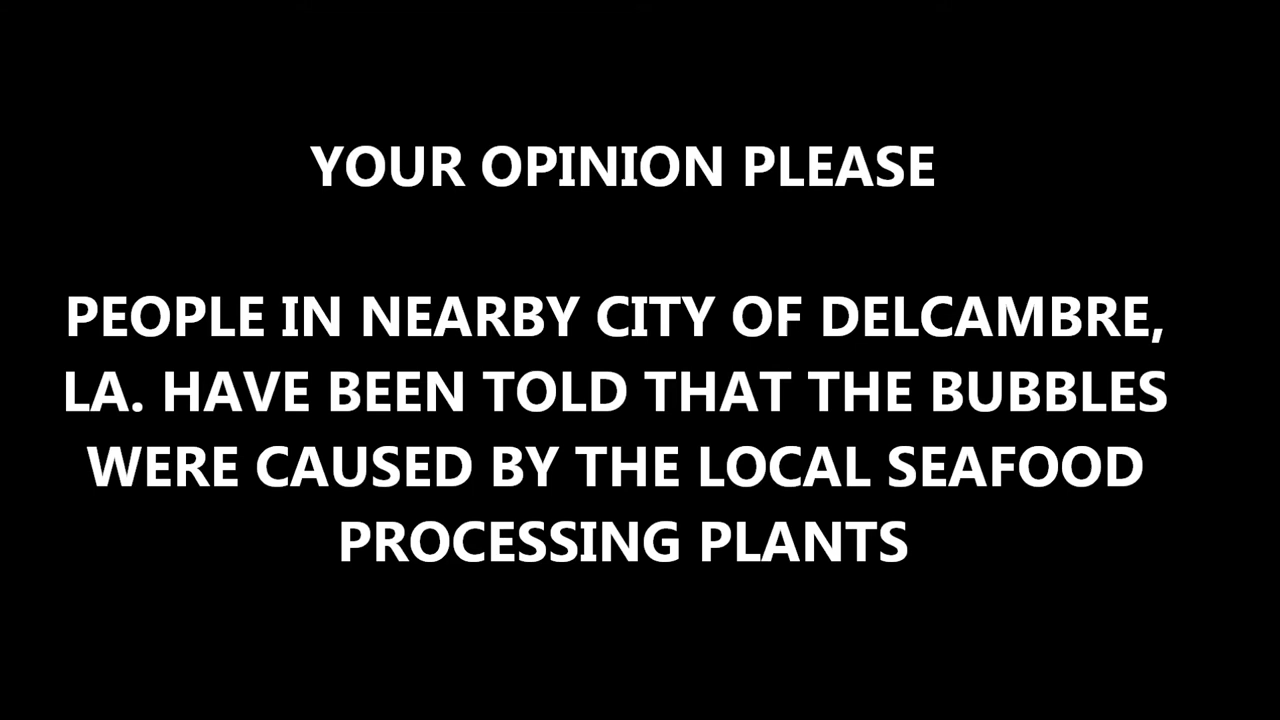 YOUR OPINION PLEASE
PEOPLE IN NEARBY CITY OF DELCAMBRE,
LA. HAVE BEEN TOLD THAT THE BUBBLES
WERE CAUSED BY THE LOCAL SEAFOOD
PROCESSING PLANTS